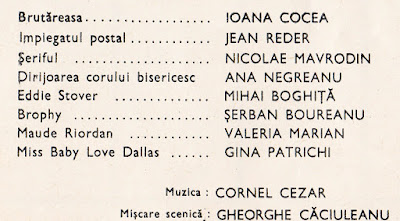 Brutăreasa .................. IOANA COCEA
Impiegatul postal ........... JEAN REDER
Şeriful ..................... NICOLAE MAVRODIN
Dirijoarea corului bisericesc ANA NEGREANU
Eddie Stover ............. MIHAI BOGHIŢĂ
Brophy .................. ŞERBAN BOUREANU
Maude Riordan ............ VALERIA MARIAN
Miss Baby Love Dallas ...... GINA PATRICHI
Muzica : CORNEL CEZAR
Mişcare scenică : GHEORGHE CĂCIULEANU